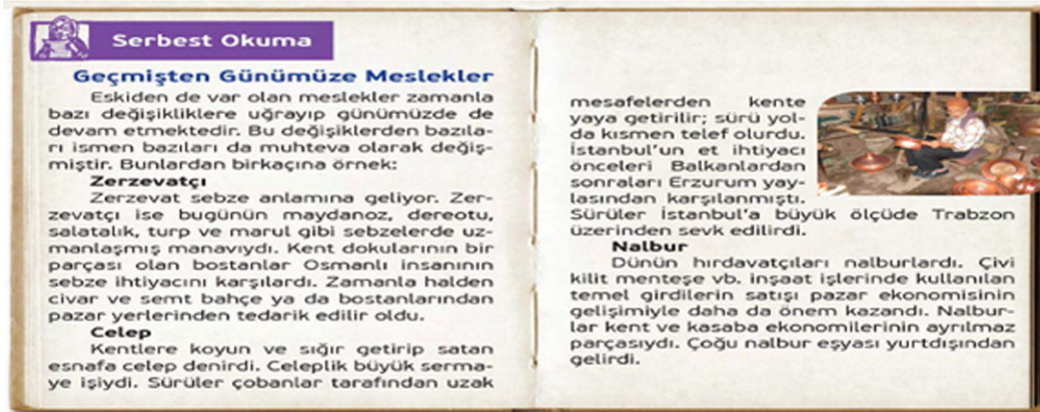 Serbest Okuma
Geçmişten Günümüze Meslekler
Eskiden de var olan meslekler zamanla
bazı değişikliklere uğrayıp günümüzde de
devam etmektedir. Bu değişiklerden bazıla-
rı ismen bazıları da muhteva olarak değiş-
miştir. Bunlardan birkaçına örnek:
Zerzevatçı
Zerzevat sebze anlamına geliyor. Zer-
zevatçı ise bugünün maydanoz, dereotu,
salatalık, turp ve marul gibi sebzelerde uz-
manlaşmış manavıydı. Kent dokularının bir
parçası olan bostanlar Osmanlı insanının
sebze ihtiyacını karşılardı. Zamanla halden
civar ve semt bahçe ya da bostanlarından
pazar yerlerinden tedarik edilir oldu.
Celep
Kentlere koyun ve sığır getirip satan
esnafa celep denirdi. Celeplik büyük serma-
ye işiydi. Sürüler çobanlar tarafından uzak
mesafelerden kente
yaya getirilir; sürü yol-
da kısmen telef olurdu.
İstanbul'un et ihtiyacı
önceleri Balkanlardan
sonraları Erzurum yay-
lasından karşılanmıştı.
Sürüler İstanbul'a büyük ölçüde Trabzon
üzerinden sevk edilirdi.
Nalbur
Dünün hırdavatçıları nalburlardı. Çivi
kilit menteşe vb. inşaat işlerinde kullanılan
temel girdilerin satışı pazar ekonomisinin
gelişimiyle daha da önem kazandı. Nalbur-
lar kent ve kasaba ekonomilerinin ayrılmaz
parçasıydı. Çoğu nalbur eşyası yurtdışından
gelirdi.